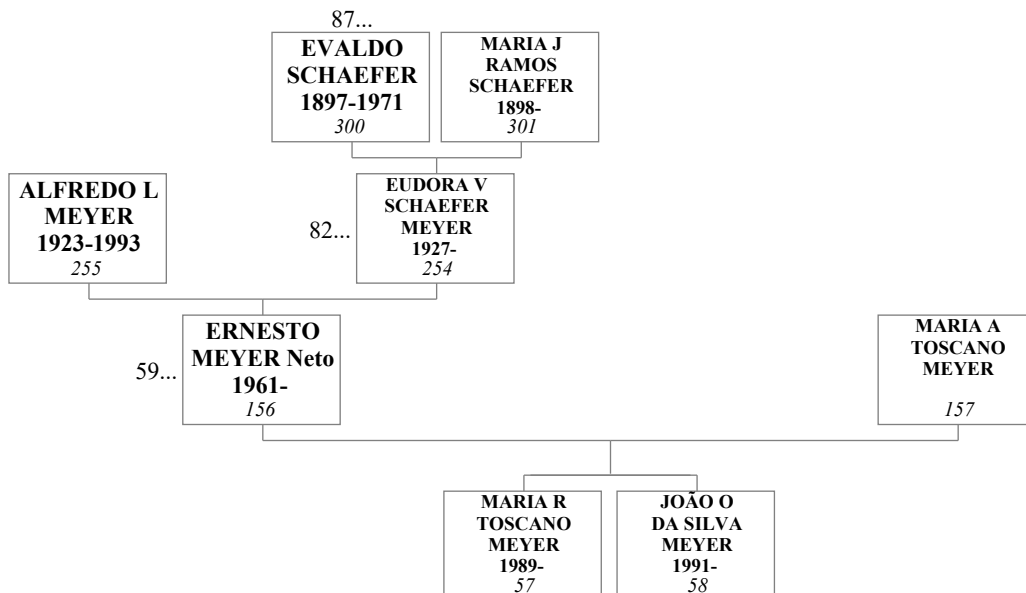 87...
EVALDO
SCHAEFER
1897-1971
300
MARIA J
RAMOS
SCHAEFER
1898-
301
ALFREDO L
MEYER
1923-1993
255
82...
EUDORA V
SCHAEFER
MEYER
1927-
254
59...
ERNESTO
MEYER Neto
1961-
156
MARIA A
TOSCANO
MEYER
157
MARIA R
TOSCANO
MEYER
1989-
57
JOÃO O
DA SILVA
MEYER
1991-
58